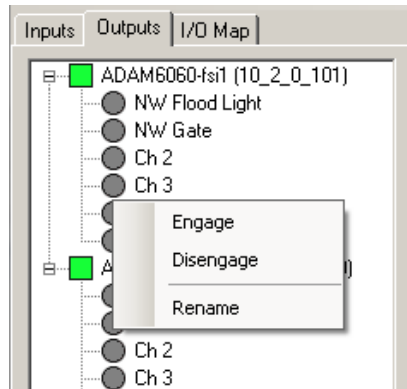 Inputs Outputs I/O Map
ADAM6060-fsi1 (10_2_0_101)
NW Flood Light
NW Gate
Ch 2
Ch 3
Engage
Disengage
Rename
Ch 2
Ch 3